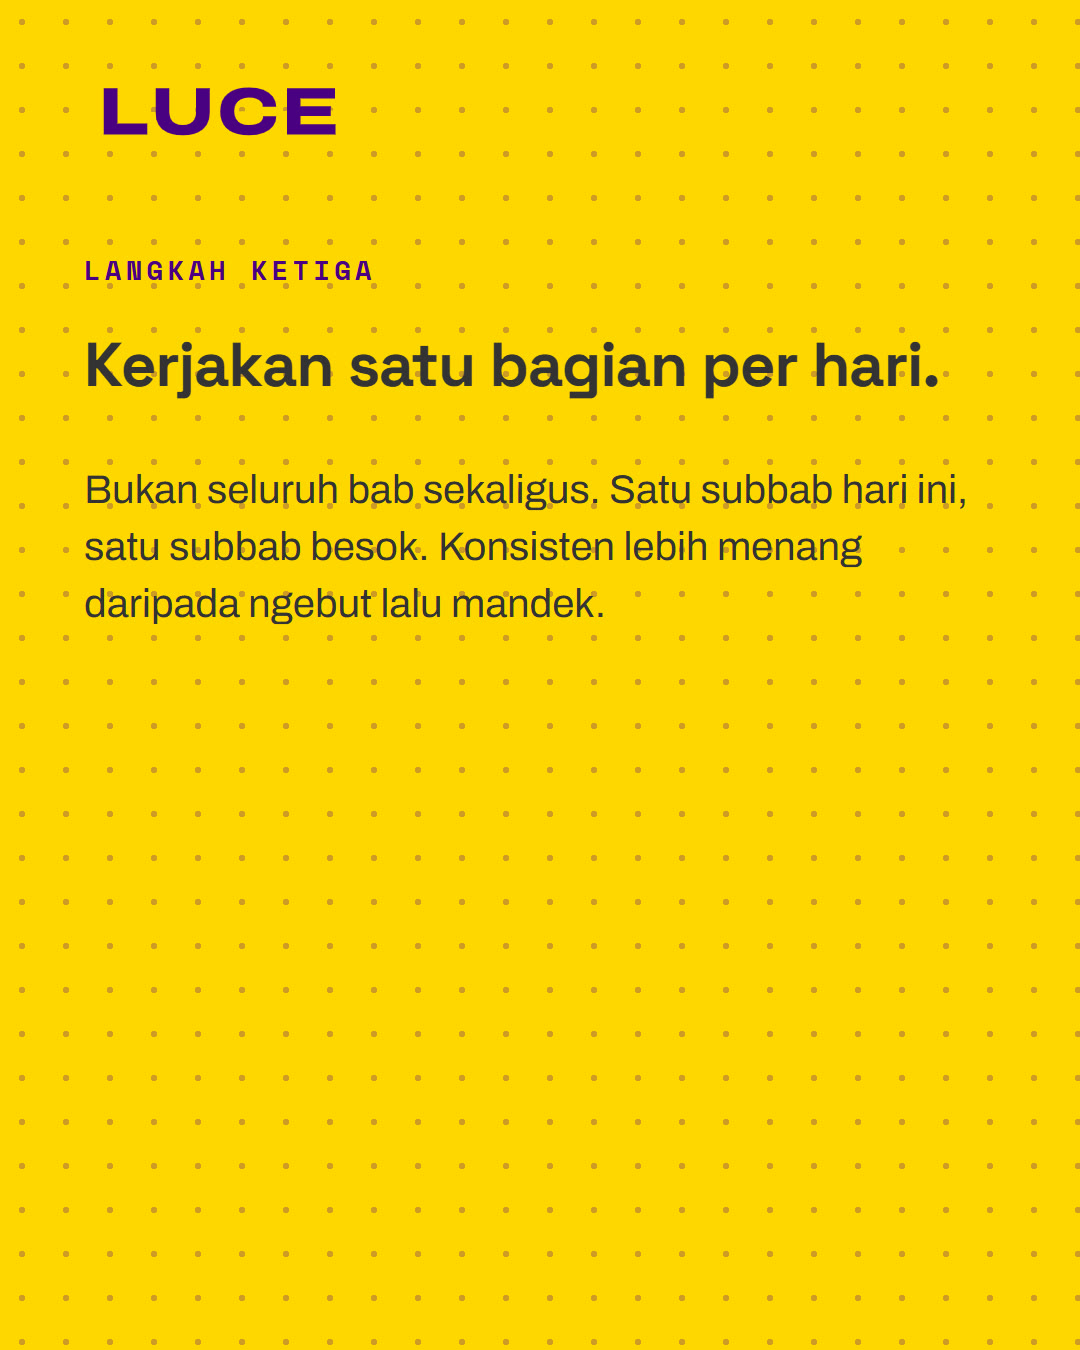 LUCE
LANGKAH KETIGA
Kerjakan satu bagian per hari.
Bukan seluruh bab sekaligus. Satu subbab hari ini,
satu subbab besok. Konsisten lebih menang
daripada ngebut lalu mandek.